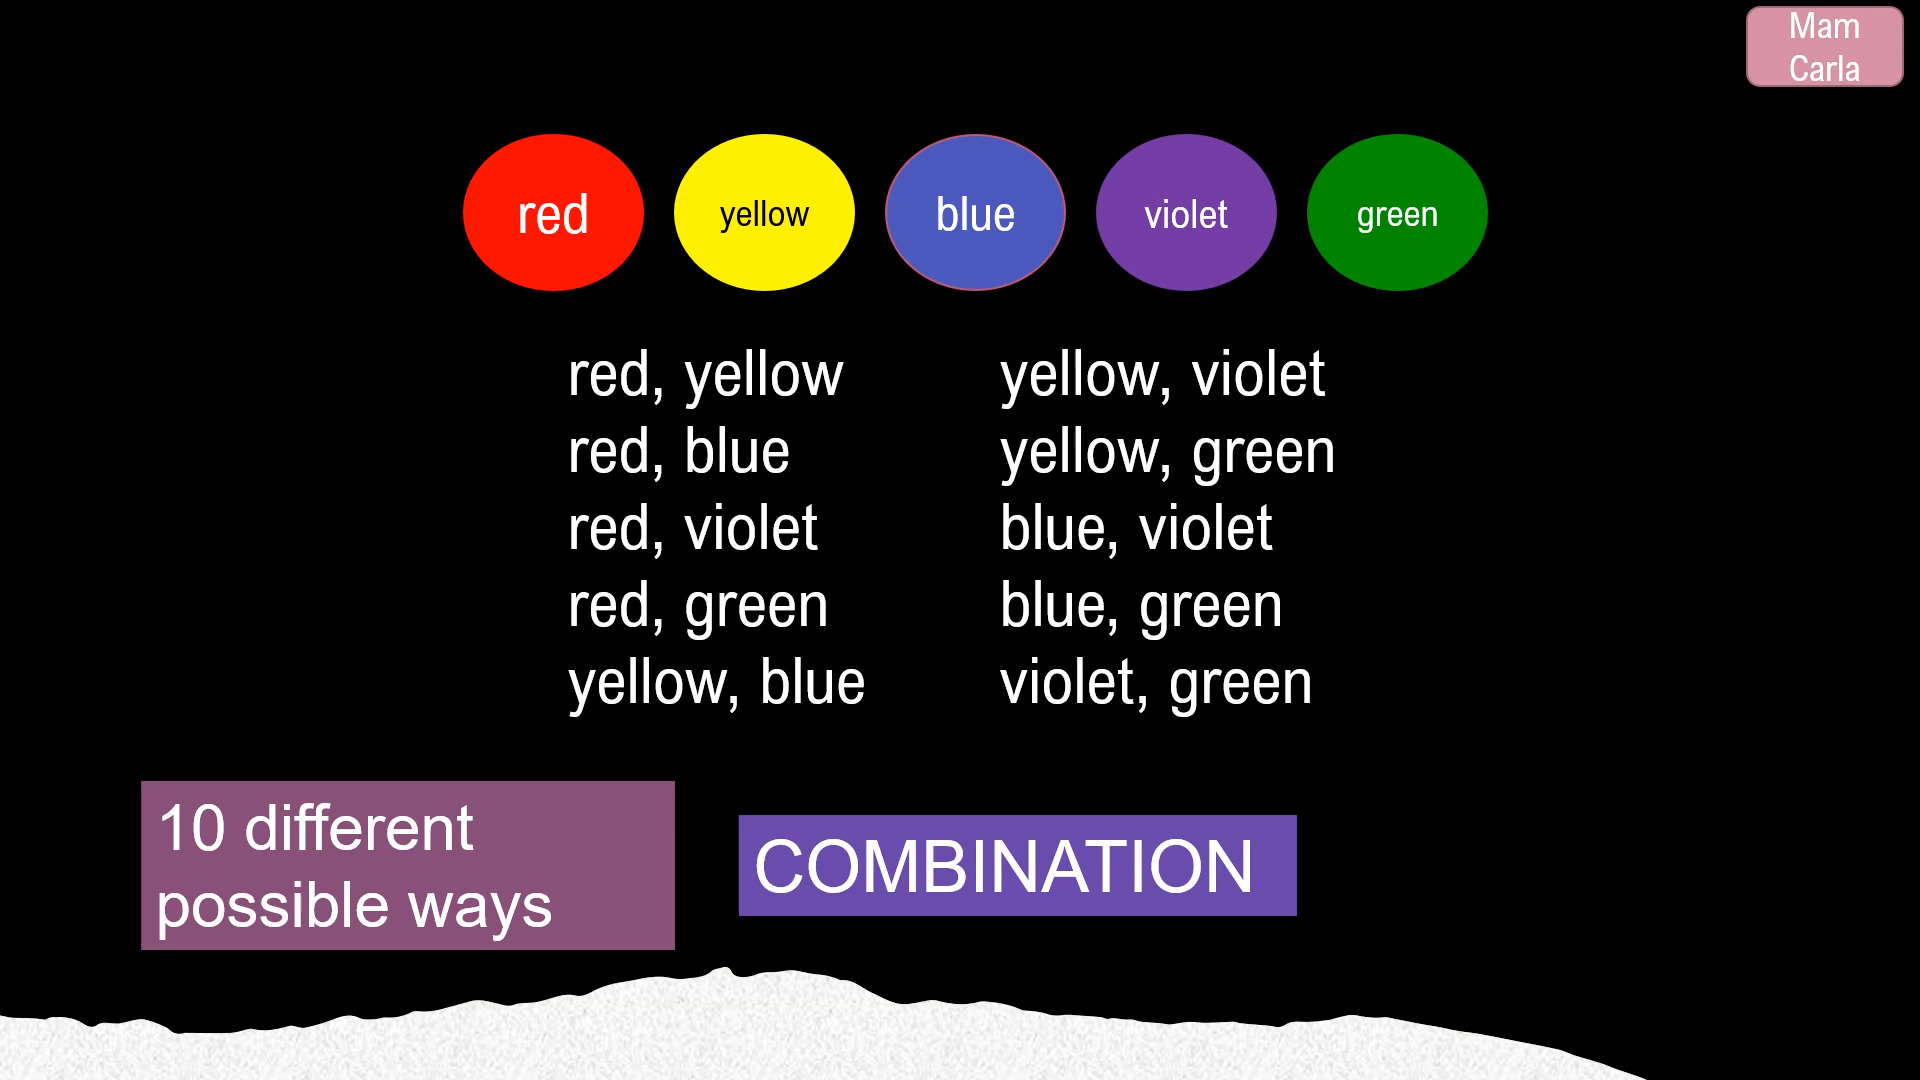 Mam
Carla
red
yellow
blue
violet
green
red, yellow
red, blue
red, violet
red, green
yellow, blue
yellow, violet
yellow, green
blue, violet
blue, green
violet, green
10 different
possible ways
COMBINATION